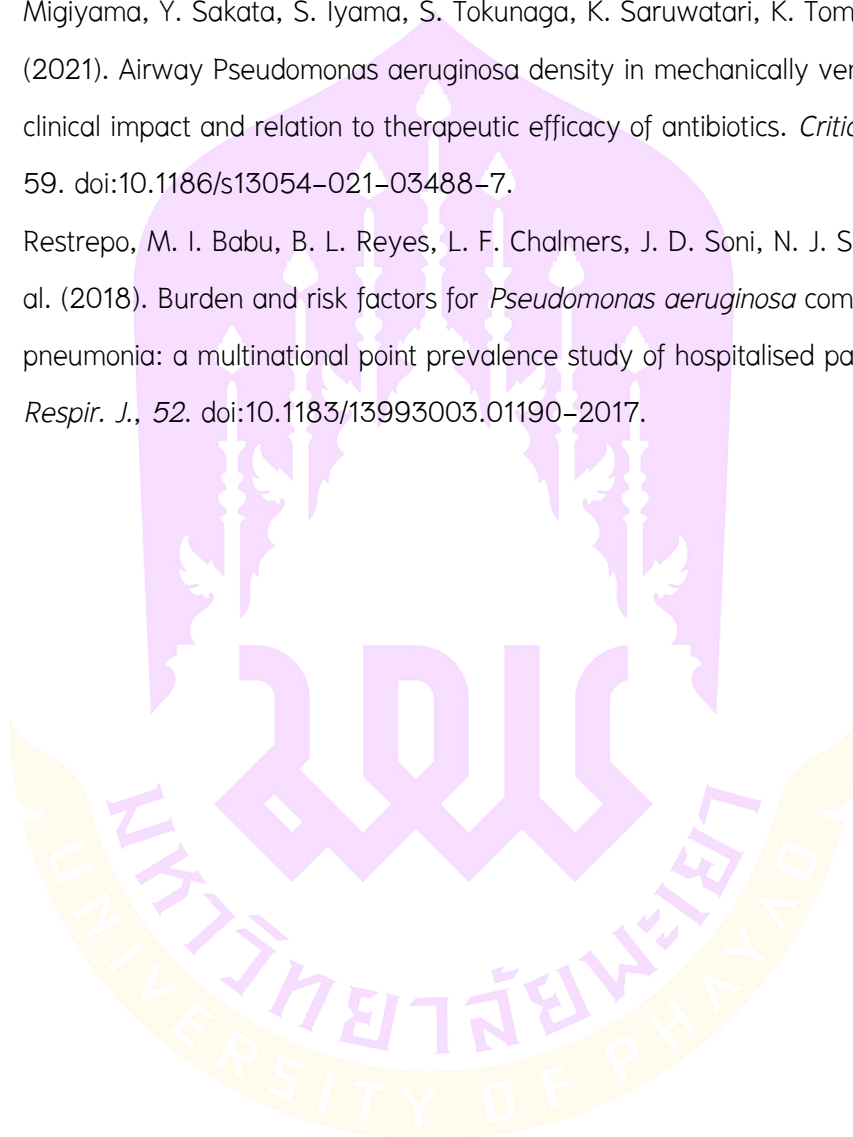 Migiyama, Y. Sakata, S. Iyama, S. Tokunaga, K. Saruwatari, K. Tom
(2021). Airway Pseudomonas aeruginosa density in mechanically ver
clinical impact and relation to therapeutic efficacy of antibiotics. Critic
59. doi:10.1186/s13054–021–03488–7.
Restrepo, M. I. Babu, B. L. Reyes, L. F. Chalmers, J. D. Soni, N. J. S
al. (2018). Burden and risk factors for Pseudomonas aeruginosa com
pneumonia: a multinational point prevalence study of hospitalised pa
Respir. J., 52. doi:10.1183/13993003.01190–2017.
มหาวิทยาลัยพะเยา
UNIVERSITY OF PHAYAO